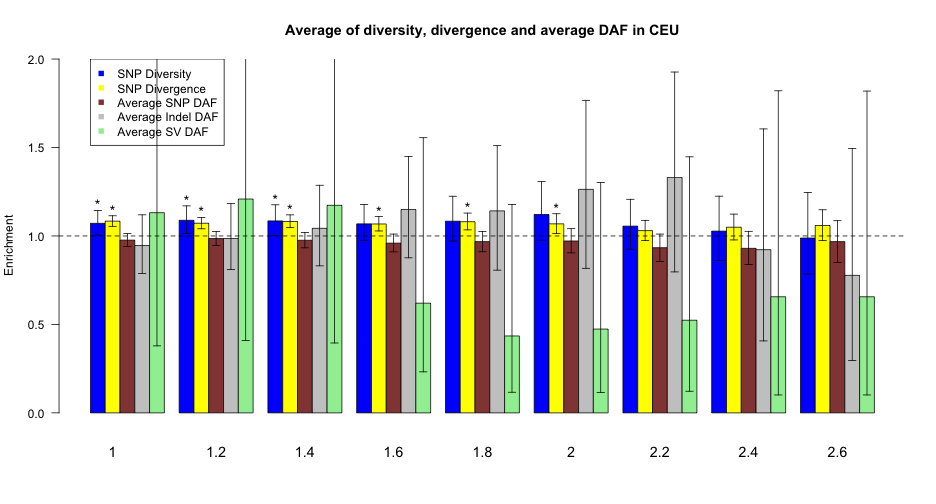 Average of diversity, divergence and average DAF in CEU
Enrichment
2.0
1.5
1.0
0.5
0.0
SNP Diversity
SNP Divergence
Average SNP DAF
Average Indel DAF
Average SV DAF
* * * * * * * * *
1 1.2 1.4 1.6 1.8 2 2.2 2.4 2.6